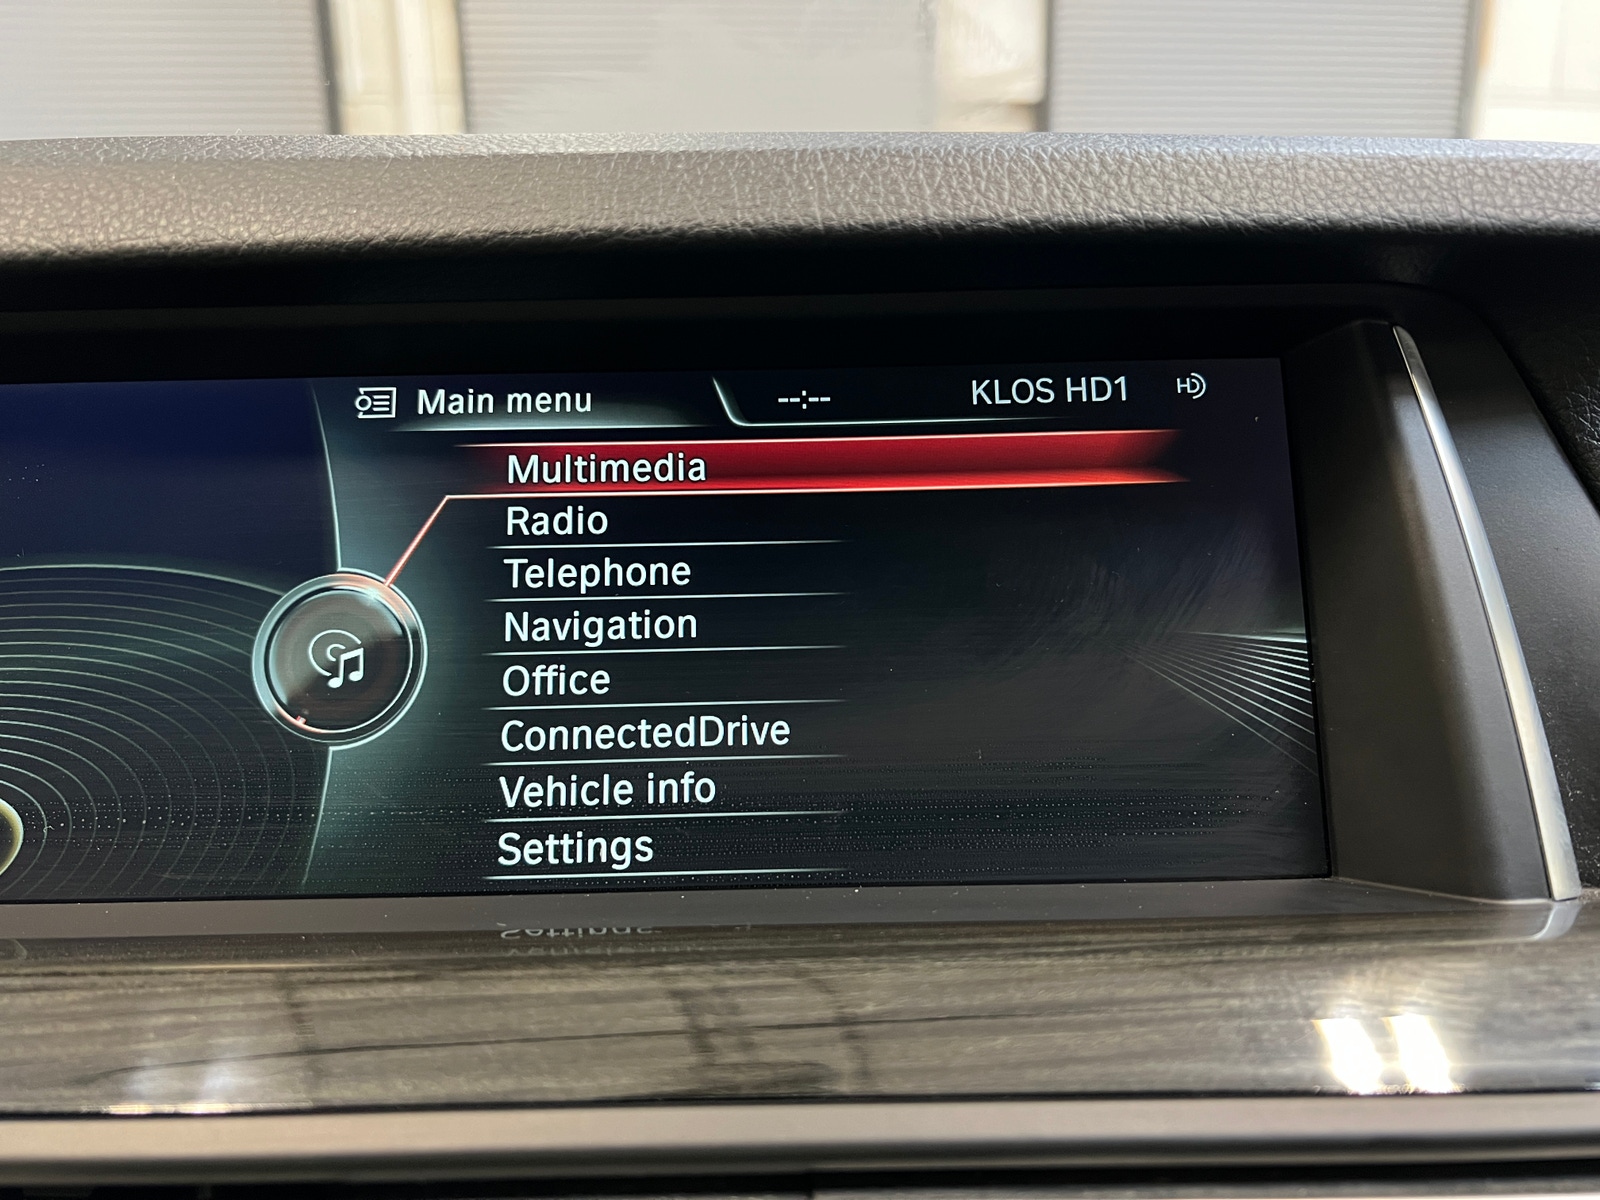 Main menu --:-- KLOS HD1 HD
Multimedia
Radio
Telephone
Navigation
Office
ConnectedDrive
Vehicle info
Settings